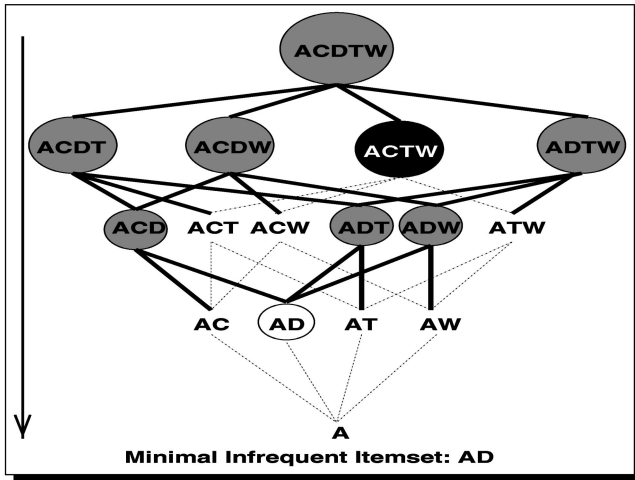 ACDTW
ACDT ACDW ACTW ADTW
ACD ACT ACW ADT ADW ATW
AC AD AT AW
A
Minimal Infrequent Itemset: AD